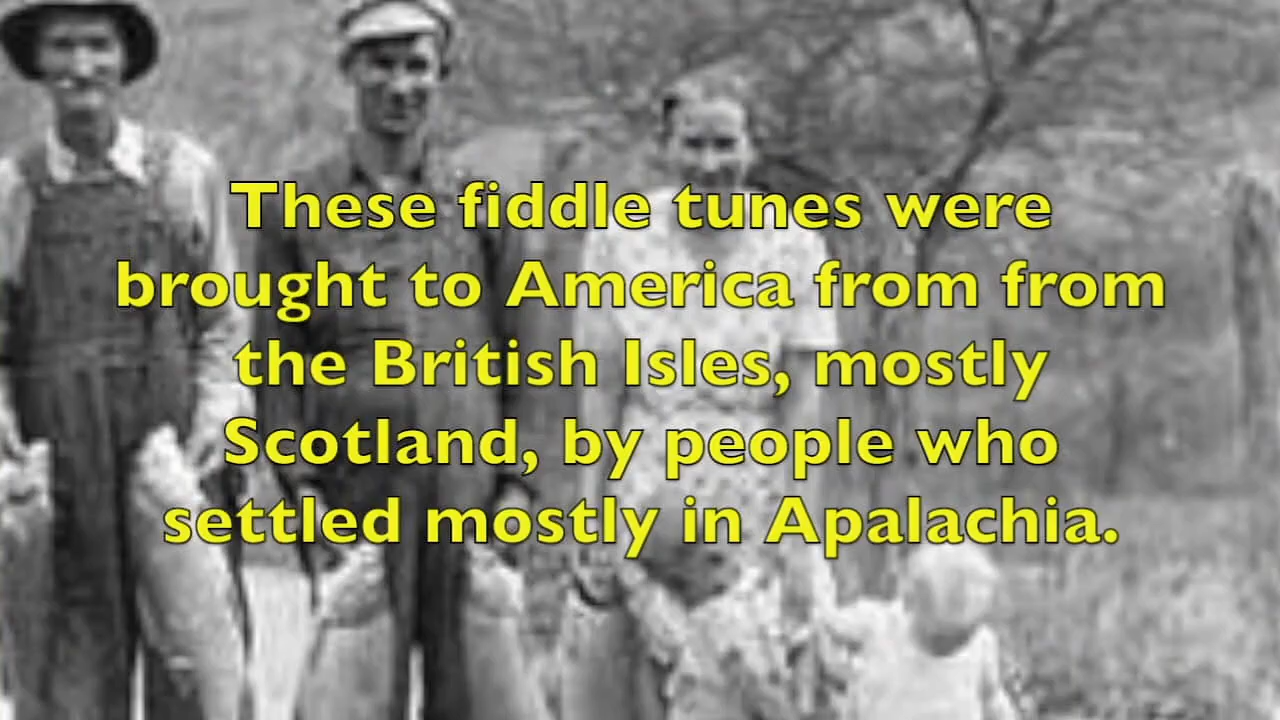 These fiddle tunes were
brought to America from from
the British Isles, mostly
Scotland, by people who
settled mostly in Apalachia.